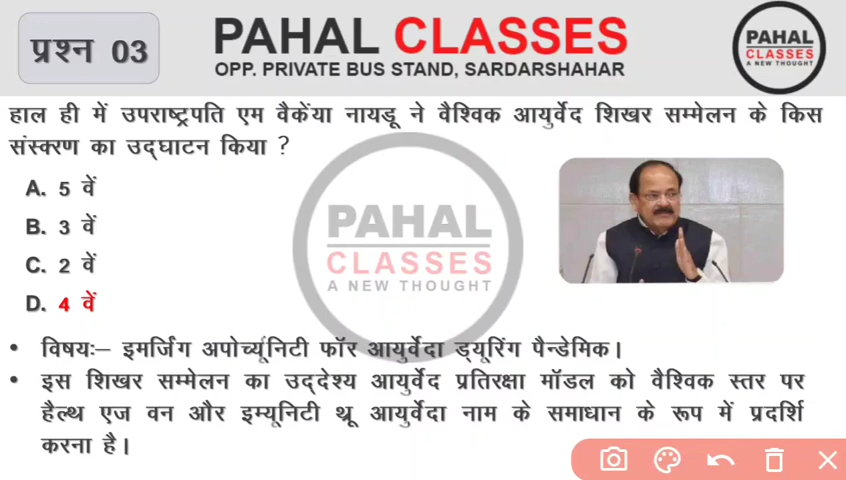 प्रश्न 03
PAHAL CLASSES
OPP. PRIVATE BUS STAND, SARDARSHAHAR
PAHAL
CLASSES
A NEW THOUGHT
हाल ही में उपराष्ट्रपति एम वैकेंया नायडू ने वैश्विक आयुर्वेद शिखर सम्मेलन के किस
संस्करण का उद्घाटन किया ?
A. 5 वें
B. 3 वें
C. 2 वें
D. 4 वें
PAHAL
CLASSES
A NEW THOUGHT
• विषयः– इमर्जिंग अपोर्च्यूनिटी फॉर आयुर्वेदा ड्यूरिंग पैन्डेमिक।
• इस शिखर सम्मेलन का उद्देश्य आयुर्वेद प्रतिरक्षा मॉडल को वैश्विक स्तर पर
हैल्थ एज वन और इम्यूनिटी थ्रू आयुर्वेदा नाम के समाधान के रूप में प्रदर्शि
करना है।